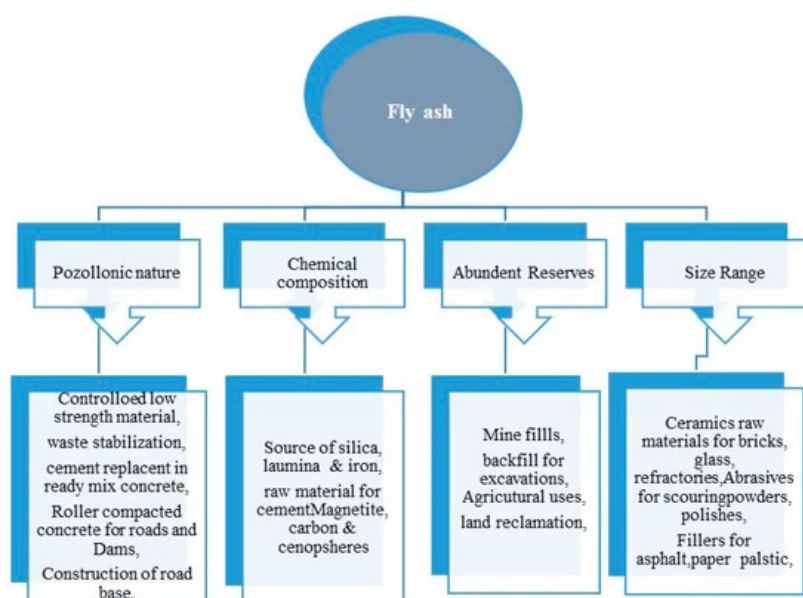 Fly ash
Pozollonic nature
Chemical
composition
Abundent Reserves
Size Range
Controlloed low
strength material,
waste stabilization,
cement replacent in
ready mix concrete,
Roller compacted
concrete for roads and
Dams,
Construction of road
base.
Source of silica,
laumina & iron,
raw material for
cementMagnetite,
carbon &
cenopsheres
Mine fillls,
backfill for
excavations,
Agricutural uses,
land reclamation,
Ceramics raw
materials for bricks,
glass,
refractories,Abrasives
for scouringpowders,
polishes,
Fillers for
asphalt,paper palstic,